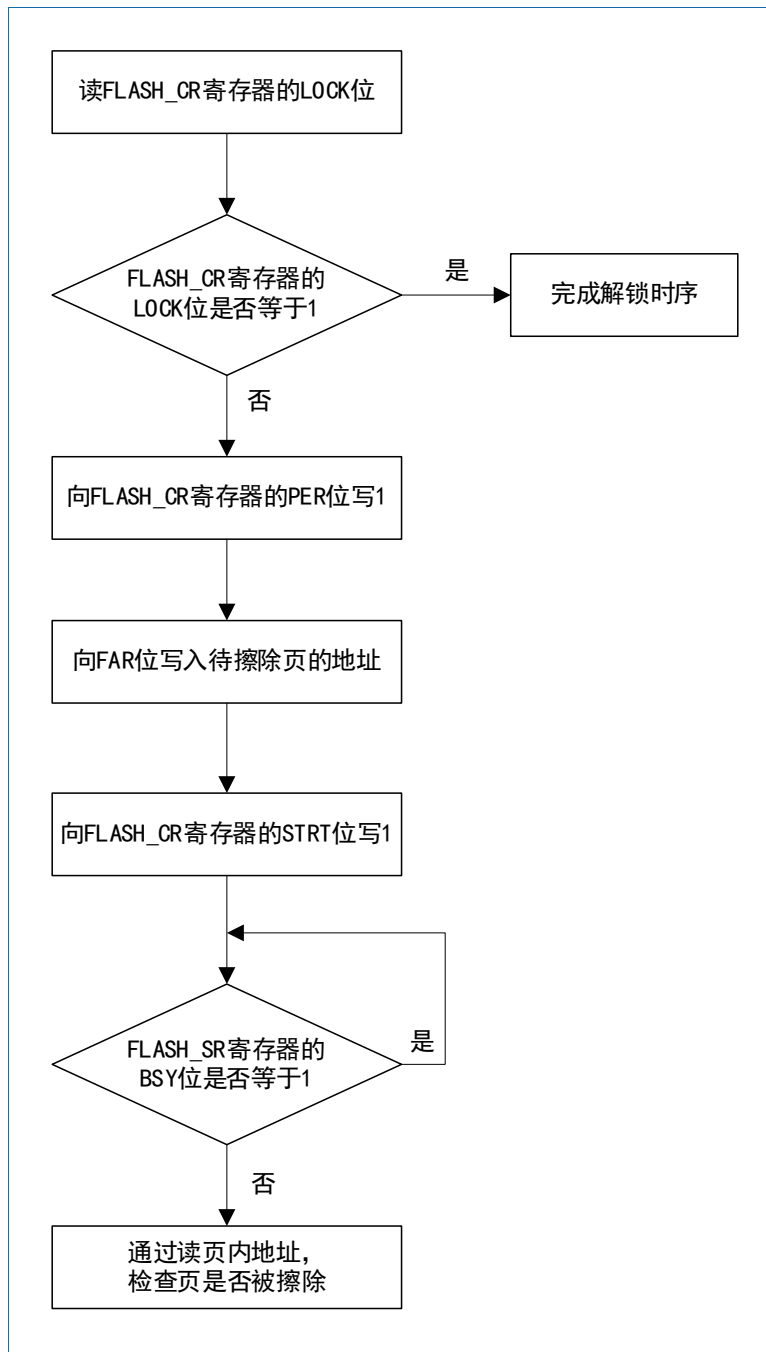 读FLASH_CR寄存器的LOCK位
FLASH_CR寄存器的
LOCK位是否等于1
是
完成解锁时序
否
向FLASH_CR寄存器的PER位写1
向FAR位写入待擦除页的地址
向FLASH_CR寄存器的STRT位写1
FLASH_SR寄存器的
BSY位是否等于1
是
否
通过读页内地址，
检查页是否被擦除